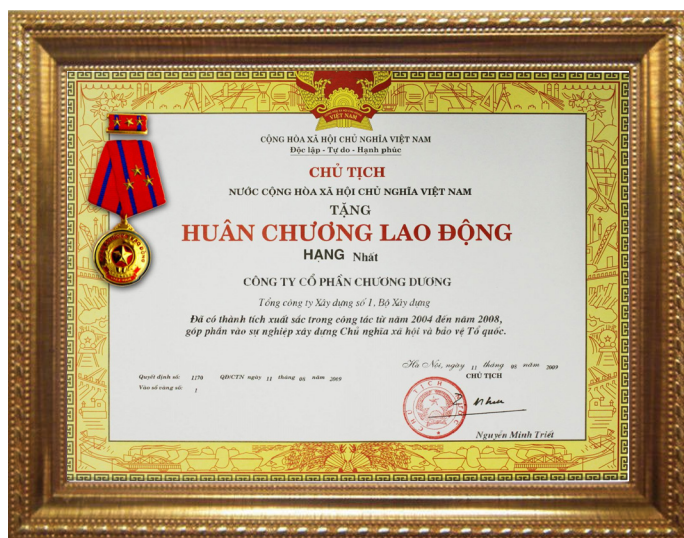 VIỆT NAM
CỘNG HÒA XÃ HỘI CHỦ NGHĨA VIỆT NAM
Độc lập - Tự do - Hạnh phúc
CHỦ TỊCH
NƯỚC CỘNG HÒA XÃ HỘI CHỦ NGHĨA VIỆT NAM
TẶNG
HUÂN CHƯƠNG LAO ĐỘNG
HẠNG Nhất
CÔNG TY CỔ PHẦN CHƯƠNG DƯƠNG
Tổng công ty Xây dựng số 1, Bộ Xây dựng
Đã có thành tích xuất sắc trong công tác từ năm 2004 đến năm 2008,
góp phần vào sự nghiệp xây dựng Chủ nghĩa xã hội và bảo vệ Tổ quốc.
Hà Nội, ngày 11 tháng 08 năm 2009
Quyết định số: 1170 QĐ/CTN ngày 11 tháng 08 năm 2009
CHỦ TỊCH
Vào sổ vàng số: 1
CHỦ TỊCH NƯỚC
Nguyễn Minh Triết